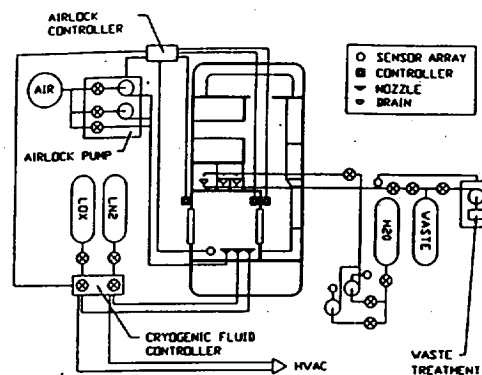 AIRLOCK
CONTROLLER
SENSOR ARRAY
CONTROLLER
NOZZLE
DRAIN
AIR
AIRLOCK PUMP
LOX
LN2
H2O
WASTE
CRYOGENIC FLUID
CONTROLLER
HVAC
WASTE
TREATMENT